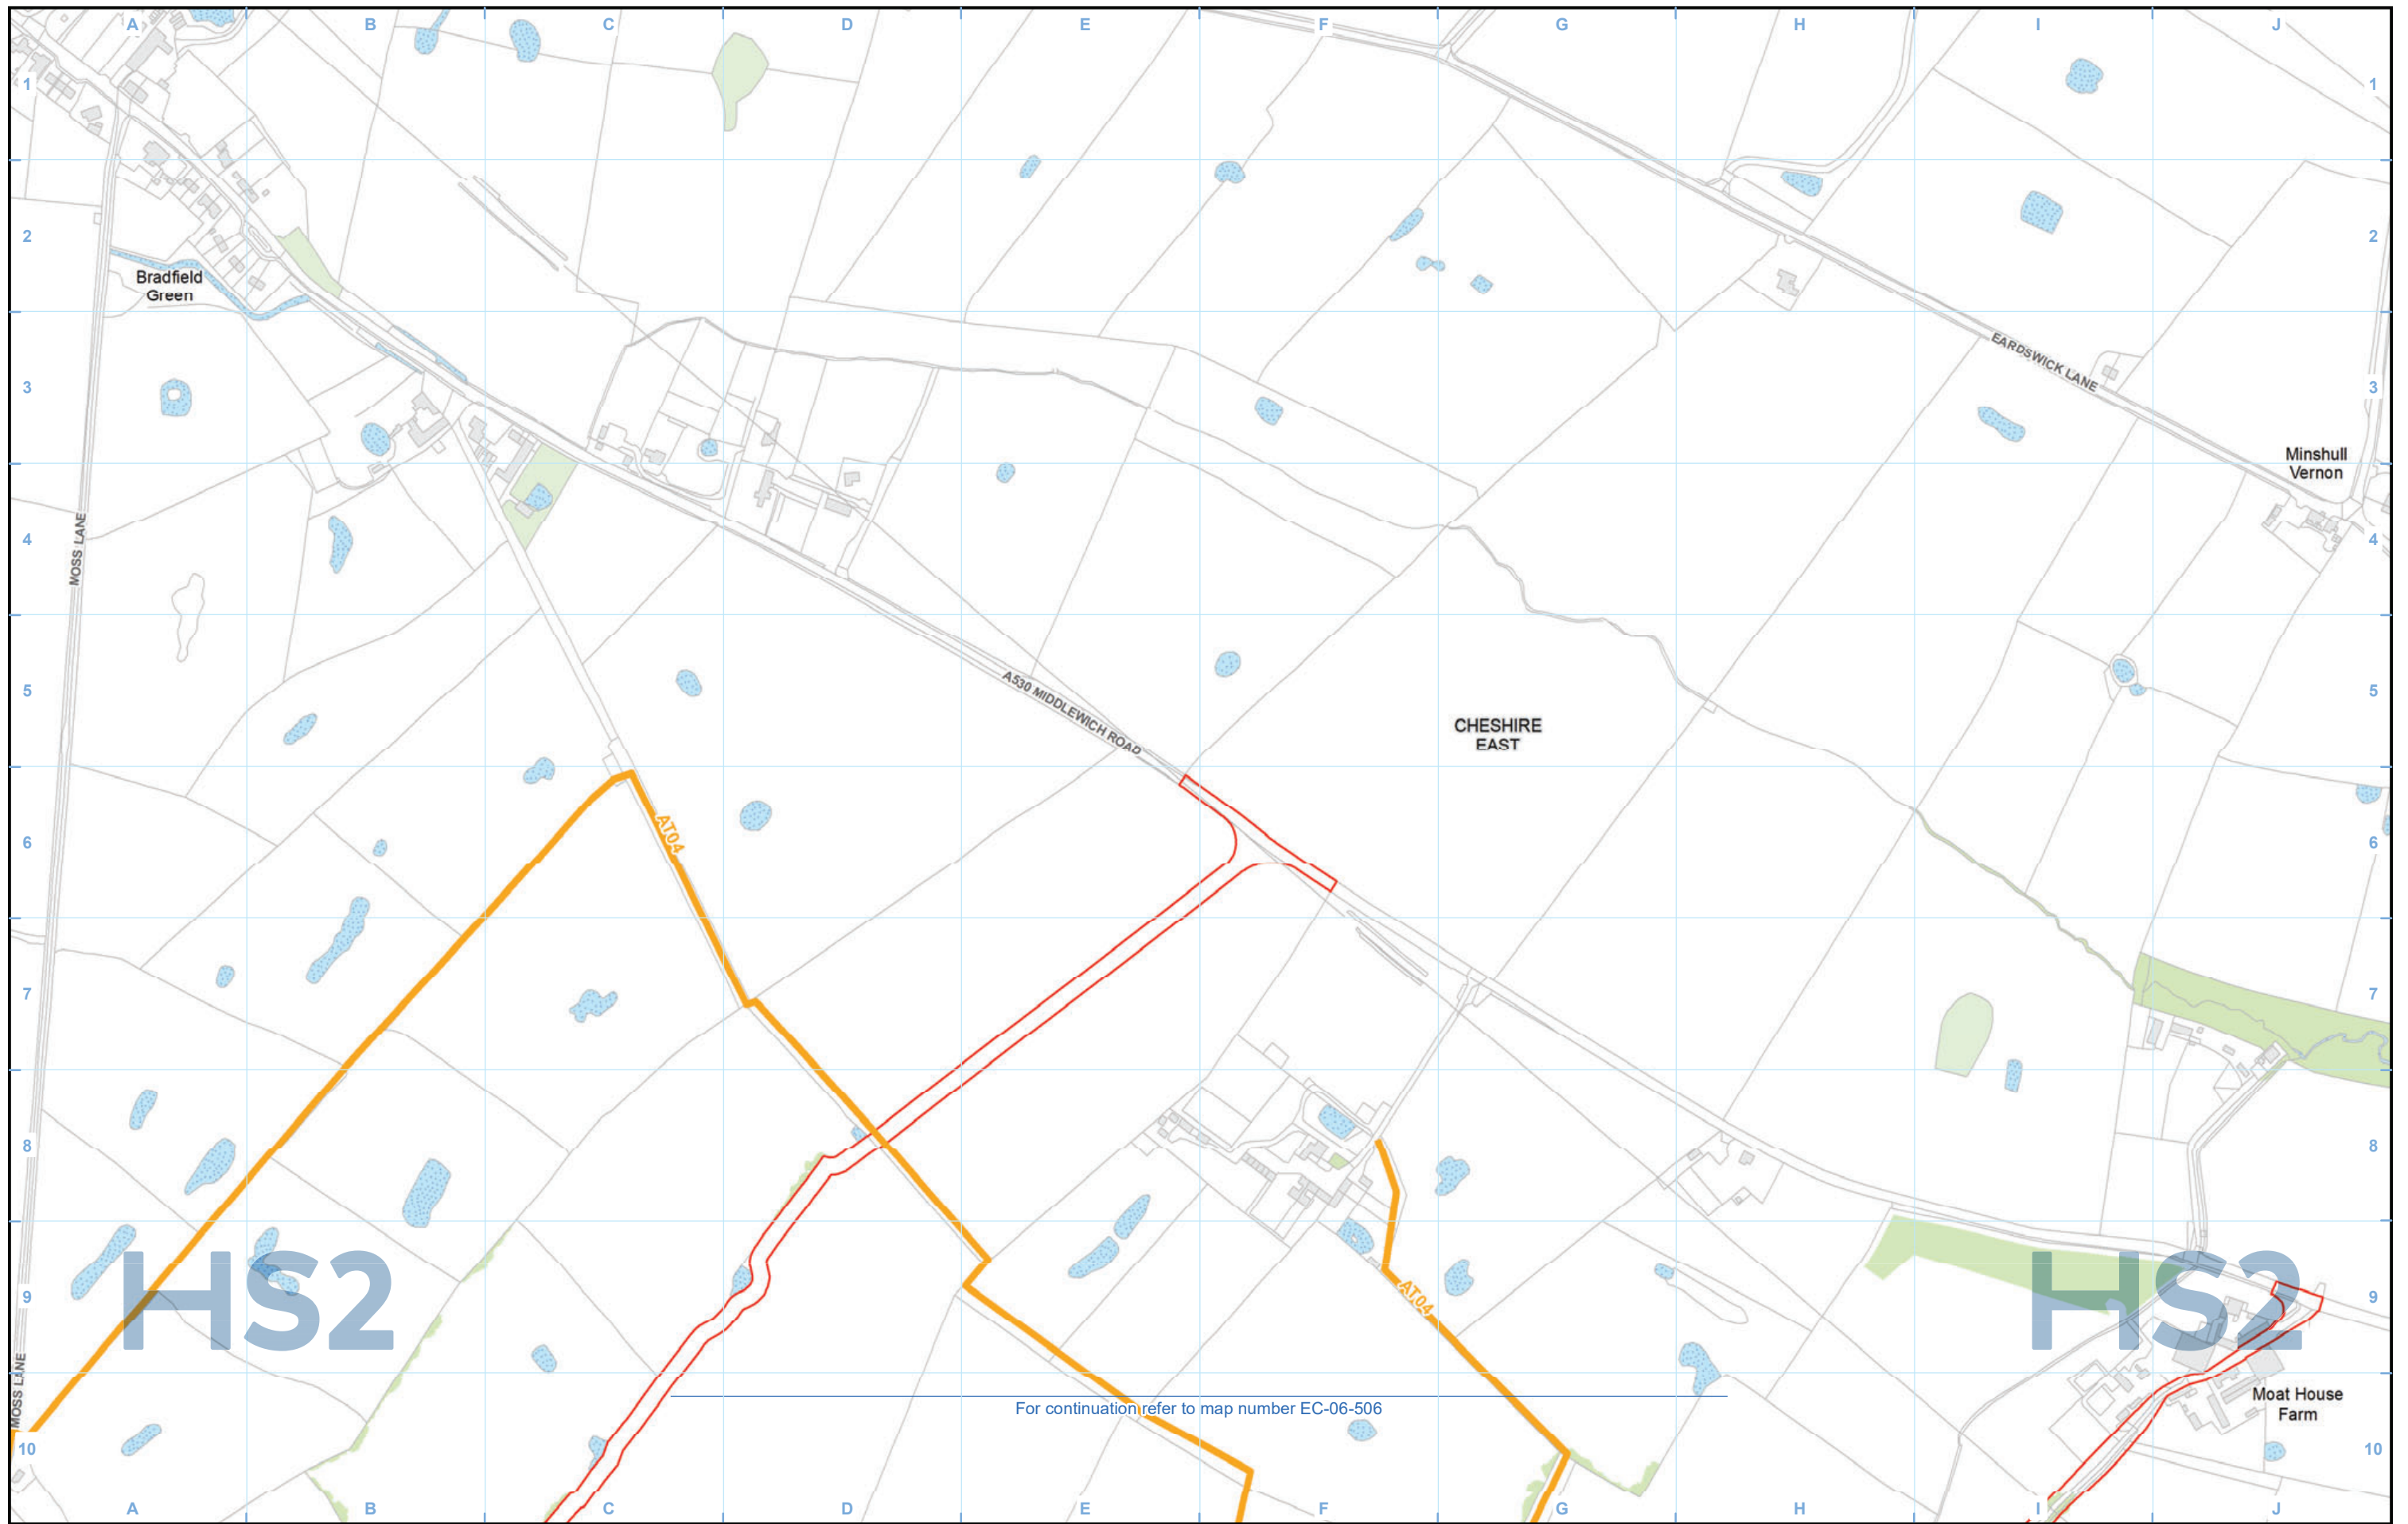 A B C D E F G H I J
1 1
2 2
Bradfield
Green
EARDSWICK LANE
3 3
Minshull
Vernon
MOSS LANE
4 4
A530 MIDDLEWICH ROAD
5 5
CHESHIRE
EAST
AT04
6 6
7 7
8 8
HS2
HS2
9 9
AT04
MOSS LANE
Moat House
Farm
For continuation refer to map number EC-06-506
10 10
A B C D E F G H I J